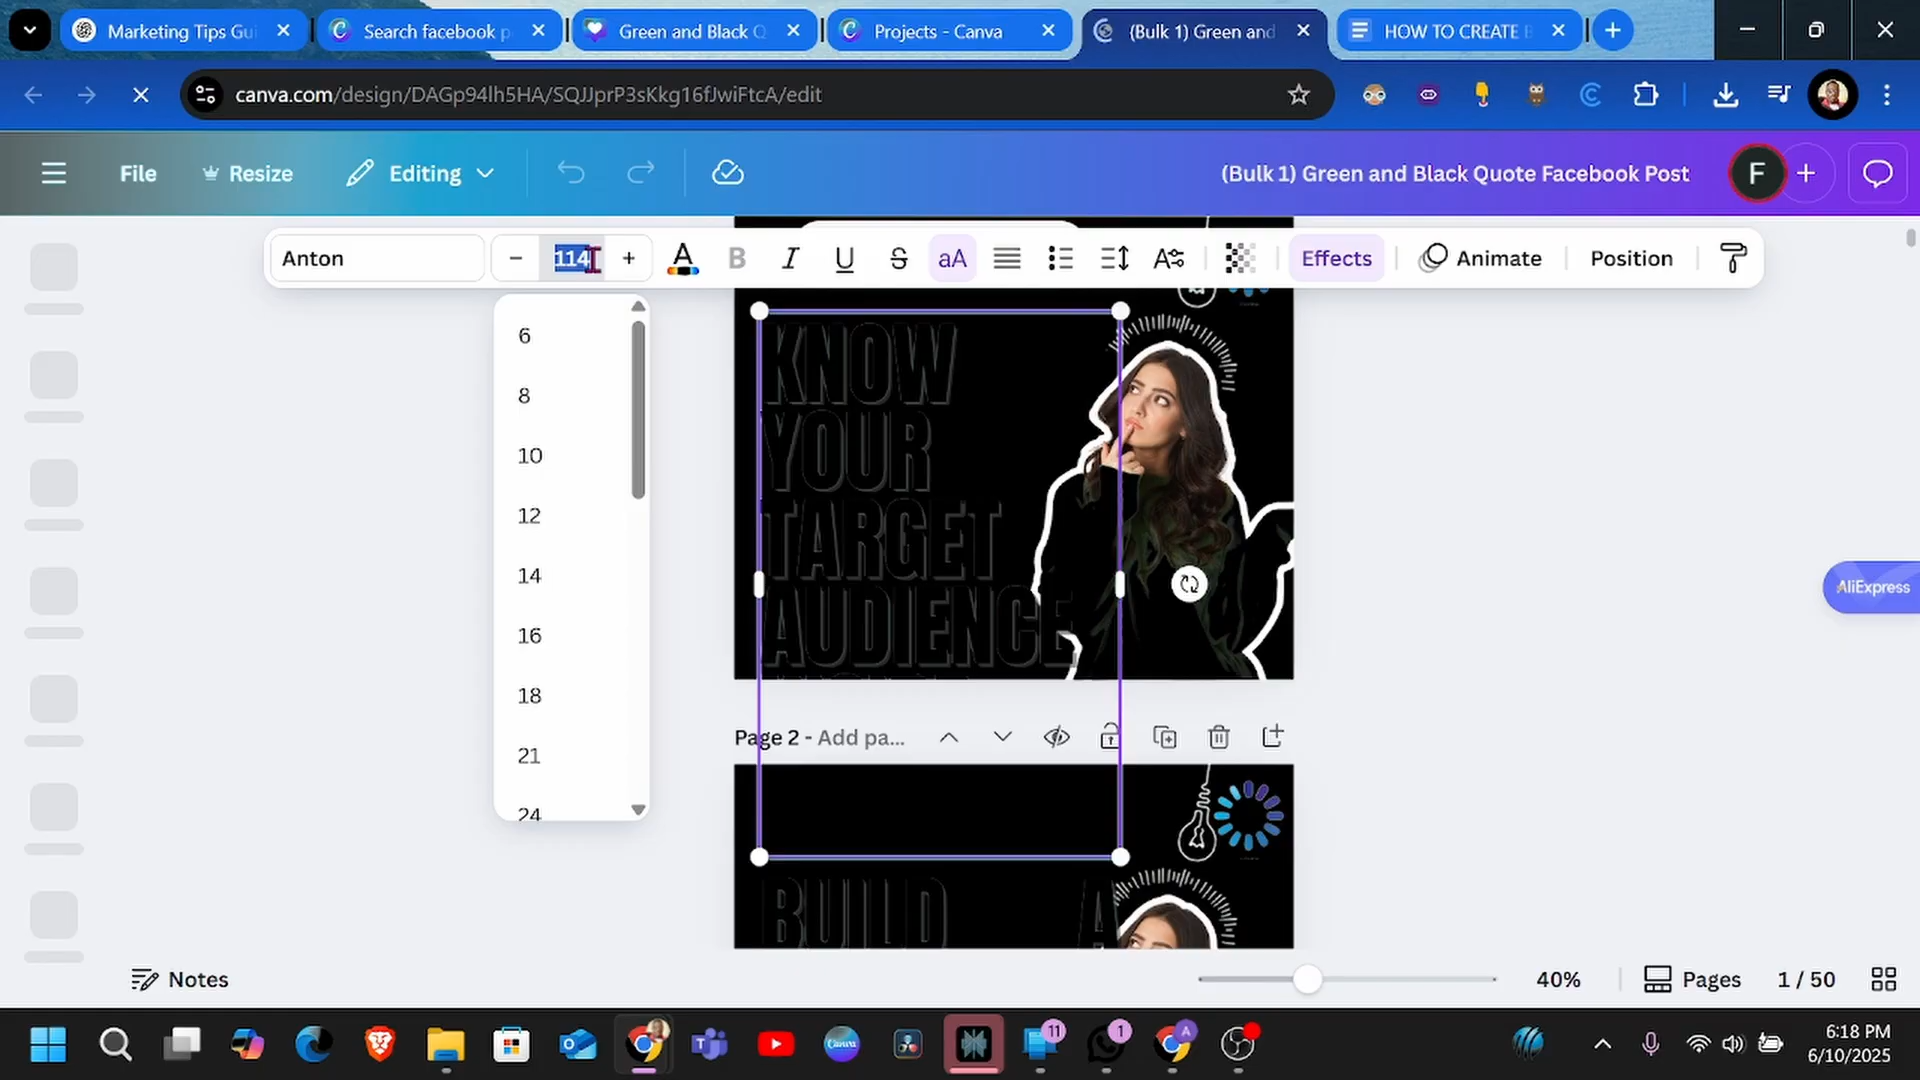 Marketing Tips Gui
Search facebook p
Green and Black Q
Projects - Canva
(Bulk 1) Green and
HOW TO CREATE B
canva.com/design/DAGp94lh5HA/SQJJprP3sKkg16fJwiFtcA/edit
File
Resize
Editing
(Bulk 1) Green and Black Quote Facebook Post
F
Anton
114
A
B
I
U
S
aA
Effects
Animate
Position
6
8
10
12
14
16
18
21
24
KNOW
YOUR
TARGET
AUDIENCE
AliExpress
Page 2 - Add pa...
BUILD A
Notes
40%
Pages
1 / 50
Canva
11
1
A
6:18 PM
6/10/2025